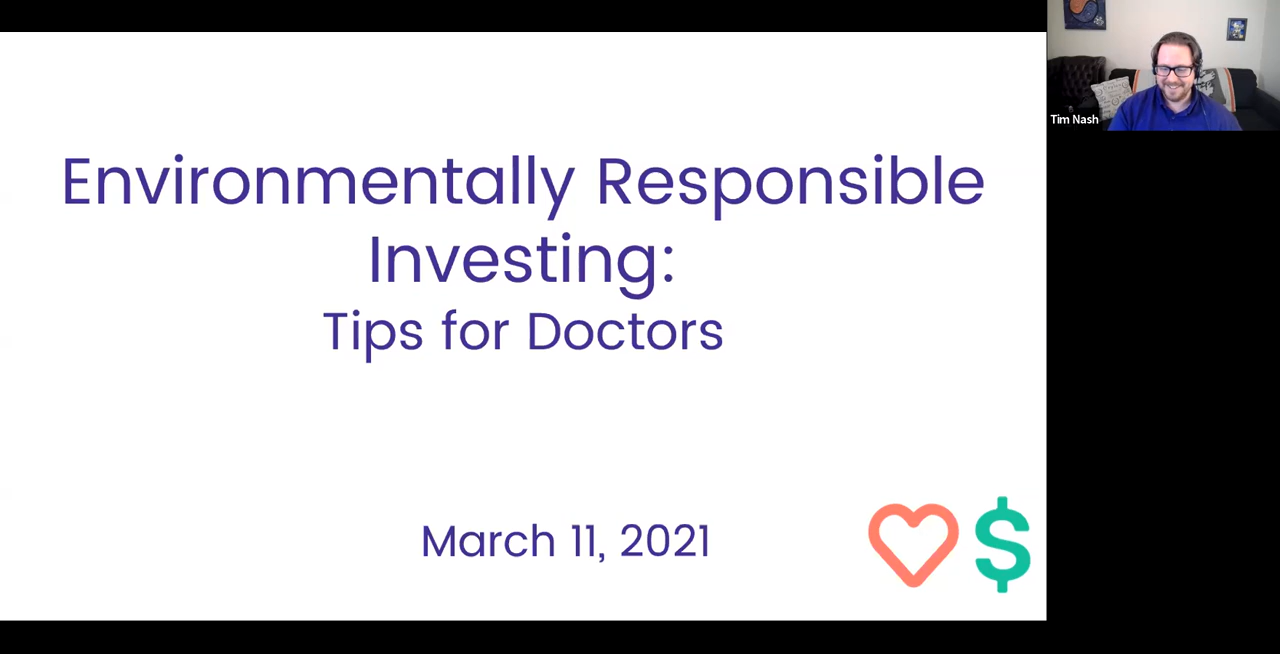 Environmentally Responsible
Investing:
Tips for Doctors
March 11, 2021
Tim Nash